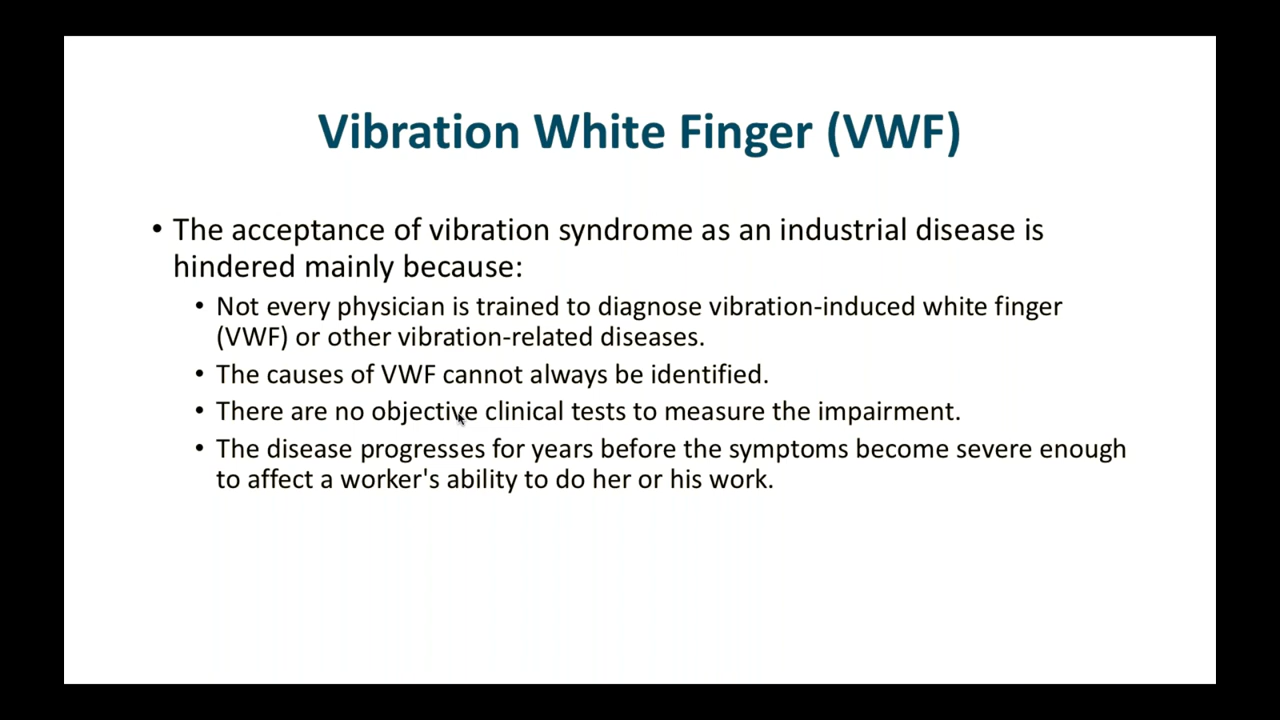 Vibration White Finger (VWF)
• The acceptance of vibration syndrome as an industrial disease is
hindered mainly because:
• Not every physician is trained to diagnose vibration-induced white finger
(VWF) or other vibration-related diseases.
• The causes of VWF cannot always be identified.
• There are no objective clinical tests to measure the impairment.
• The disease progresses for years before the symptoms become severe enough
to affect a worker's ability to do her or his work.